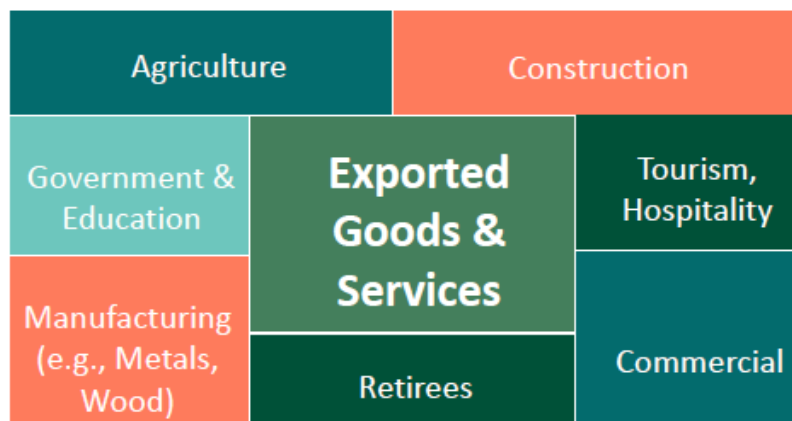 Agriculture
Construction
Government &
Education
Exported
Goods &
Services
Tourism,
Hospitality
Manufacturing
(e.g., Metals,
Wood)
Retirees
Commercial